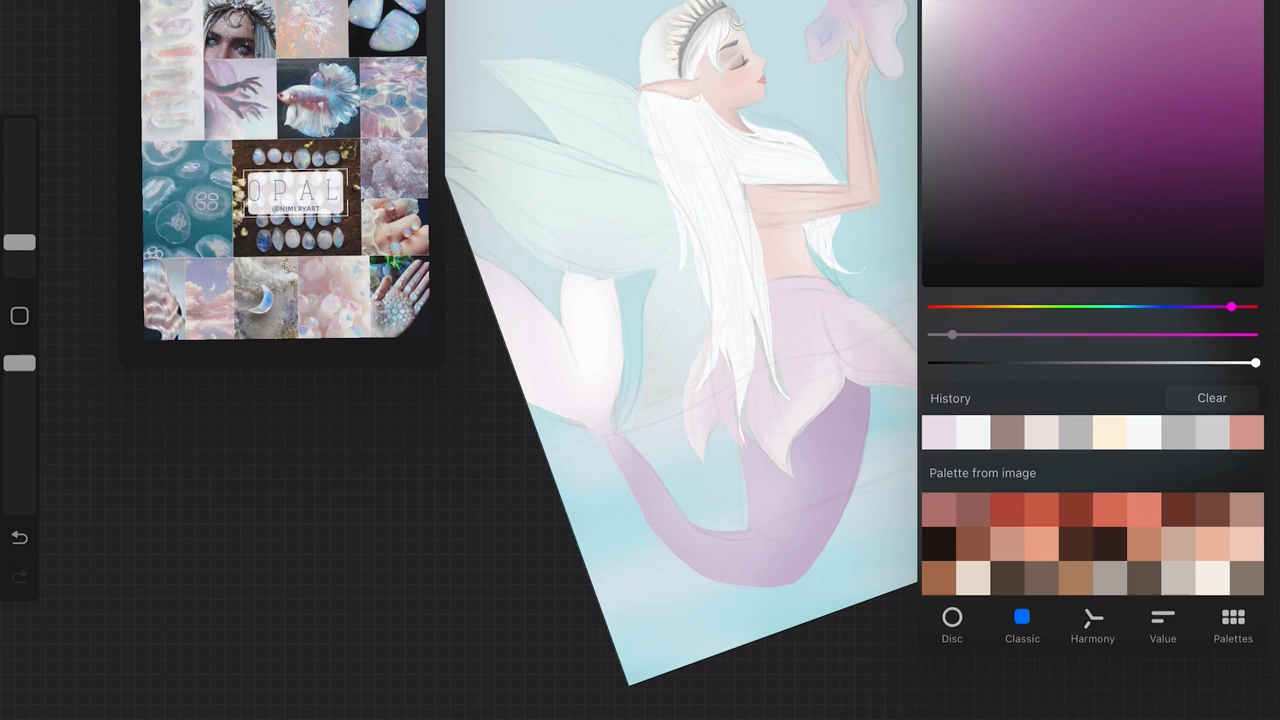 OPAL
@NIMERYART
History
Clear
Palette from image
Disc
Classic
Harmony
Value
Palettes